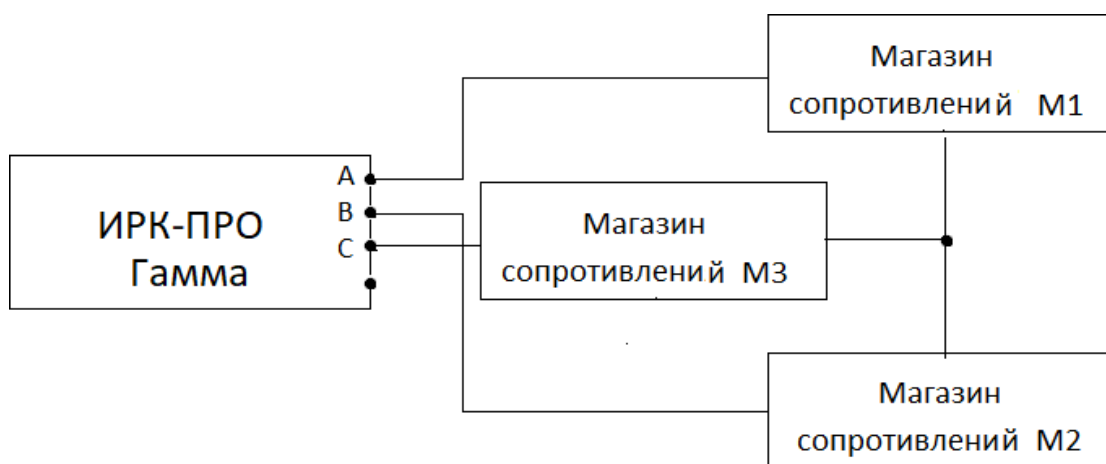 Магазин
сопротивлений М1
А
В
С
ИРК-ПРО
Гамма
Магазин
сопротивлений М3
Магазин
сопротивлений М2